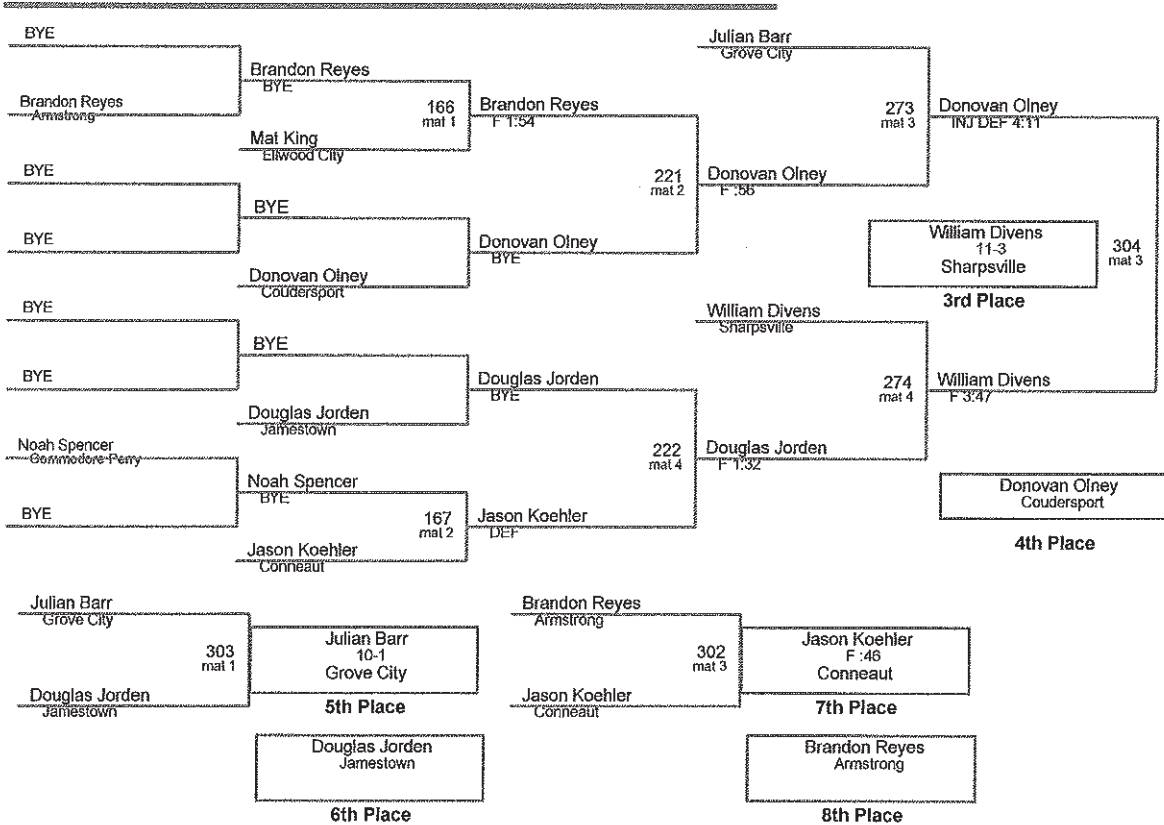 BYE
Brandon Reyes
Armstrong
BYE
BYE
BYE
BYE
Noah Spencer
Commodore Perry
BYE
Brandon Reyes
BYE
166
mat 1
Mat King
Ellwood City
BYE
Donovan Olney
Coudersport
BYE
Douglas Jorden
Jamestown
Noah Spencer
BYE
167
mat 2
Jason Koehler
Conneaut
Brandon Reyes
F 1:54
221
mat 2
Donovan Olney
BYE
Douglas Jorden
BYE
222
mat 4
Jason Koehler
DEF
Julian Barr
Grove City
273
mat 3
Donovan Olney
F :56
William Divens
Sharpsville
274
mat 4
Douglas Jorden
F 1:32
Donovan Olney
INJ DEF 4:11
304
mat 3
William Divens
F 3:47
William Divens
11-3
Sharpsville
3rd Place
Donovan Olney
Coudersport
4th Place
Julian Barr
Grove City
303
mat 1
Douglas Jorden
Jamestown
Julian Barr
10-1
Grove City
5th Place
Douglas Jorden
Jamestown
6th Place
Brandon Reyes
Armstrong
302
mat 3
Jason Koehler
Conneaut
Jason Koehler
F :46
Conneaut
7th Place
Brandon Reyes
Armstrong
8th Place